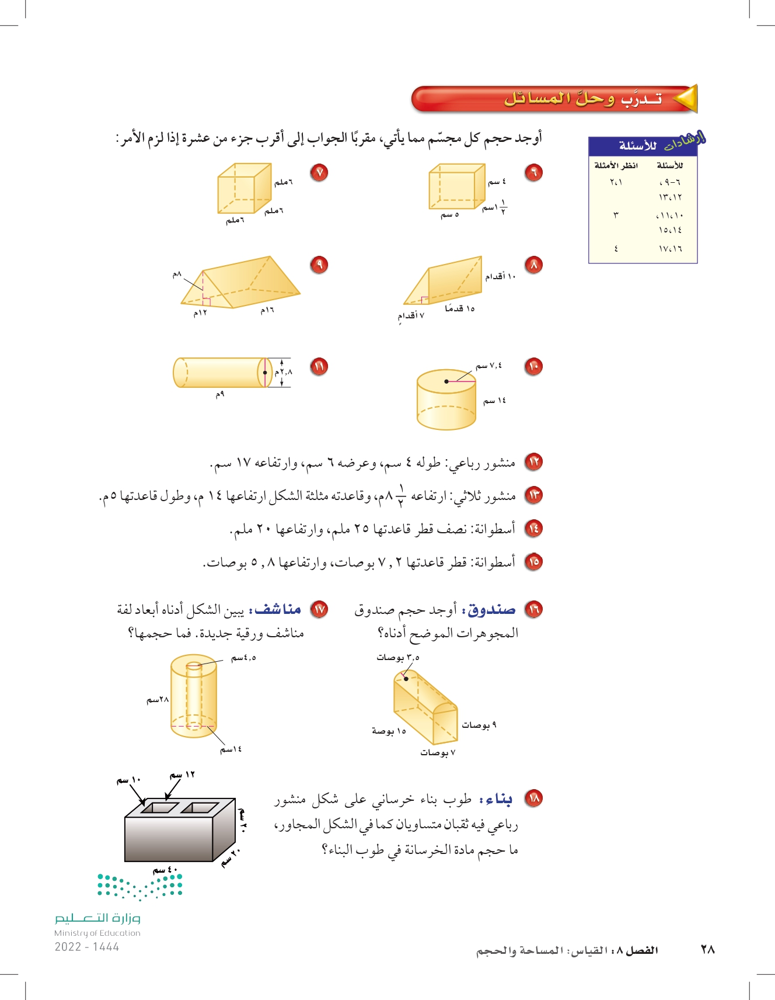 تدرَّب وحلَّ المسائل
إرشادات للأسئلة
للأسئلة انظر الأمثلة
٦-٩، ١،٢
١٢،١٣
١٠،١١، ٣
١٤،١٥
١٦،١٧ ٤
أوجد حجم كل مجسّم مما يأتي، مقربًا الجواب إلى أقرب جزء من عشرة إذا لزم الأمر:
٦
٤ سم
١ ١/٢ سم
٥ سم
٧
٦ملم
٦ملم
٦ملم
٨
١٠ أقدام
١٥ قدمًا
٧ أقدامٍ
٩
٨م
١٢م
١٦م
١٠
٧,٤ سم
١٤ سم
١١
٢,٨م
٩م
١٢ منشور رباعي: طوله ٤ سم، وعرضه ٦ سم، وارتفاعه ١٧ سم.
١٣ منشور ثلاثي: ارتفاعه ٨ ١/٢ م، وقاعدته مثلثة الشكل ارتفاعها ١٤ م، وطول قاعدتها ٥م.
١٤ أسطوانة: نصف قطر قاعدتها ٢٥ ملم، وارتفاعها ٢٠ ملم.
١٥ أسطوانة: قطر قاعدتها ٧,٢ بوصات، وارتفاعها ٥,٨ بوصات.
١٦ صندوق: أوجد حجم صندوق
المجوهرات الموضح أدناه؟
٣,٥ بوصات
٩ بوصات
١٥ بوصة
٧ بوصات
١٧ مناشف: يبين الشكل أدناه أبعاد لفة
مناشف ورقية جديدة. فما حجمها؟
٤,٥سم
٢٨سم
١٤سم
١٨ بناء: طوب بناء خرساني على شكل منشور
رباعي فيه ثقبان متساويان كما في الشكل المجاور،
ما حجم مادة الخرسانة في طوب البناء؟
١٢ سم
١٠ سم
٢٠ سم
٢٠ سم
٤٠ سم
وزارة التعليم
Ministry of Education
2022 - 1444
٢٨ الفصل ٨: القياس: المساحة والحجم